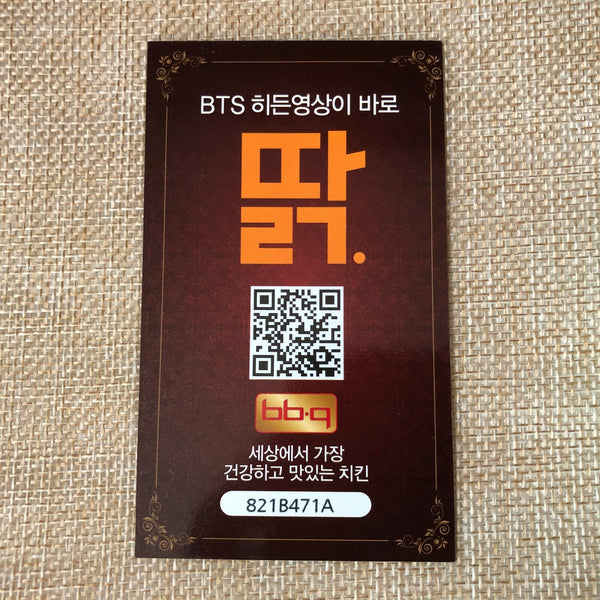 BTS 히든영상이 바로
딹.
bb.q
세상에서 가장
건강하고 맛있는 치킨
821B471A